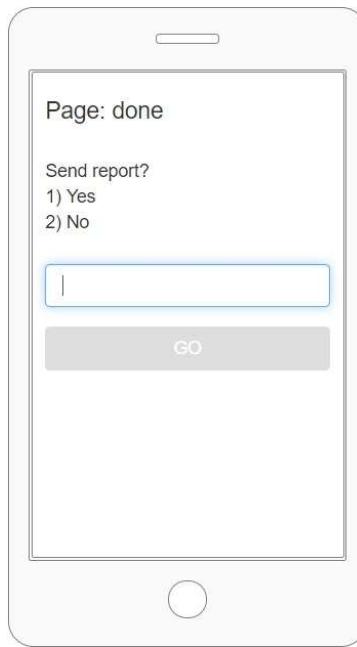 Page: done
Send report?
1) Yes
2) No
GO